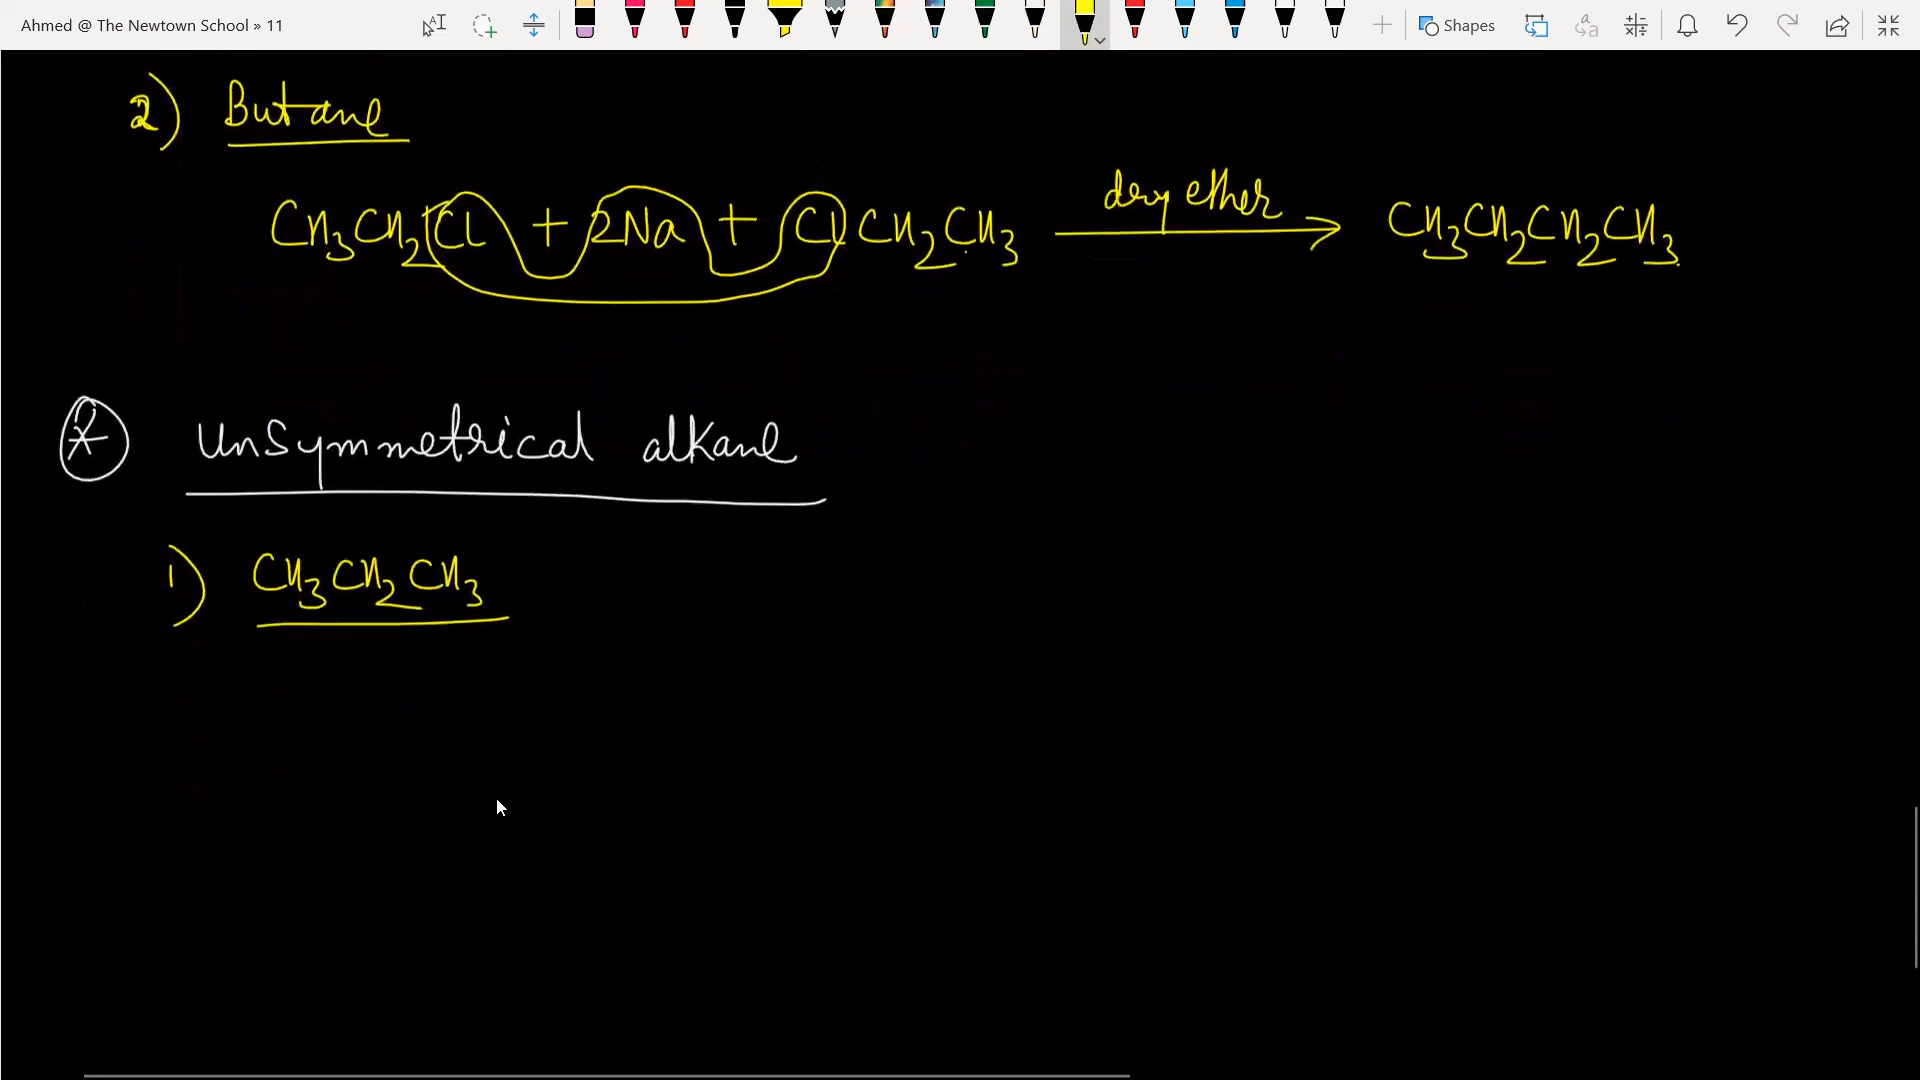 Ahmed @ The Newtown School » 11
Shapes
2) Butane
CH₃CH₂Cl + 2Na + ClCH₂CH₃ dry ether → CH₃CH₂CH₂CH₃
* Unsymmetrical alkane
1) CH₃CH₂CH₃